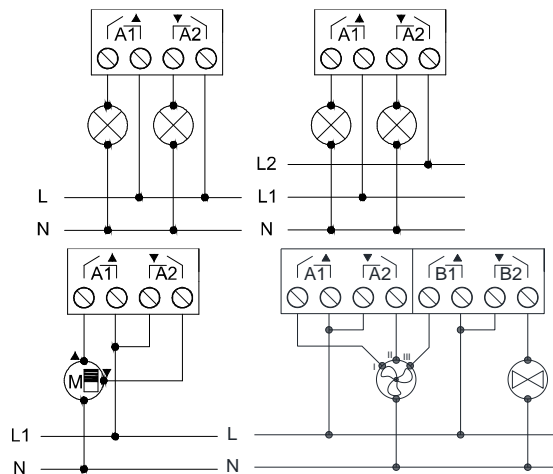 A1 A2
A1 A2
L2
L L1
N N
A1 A2
A1 A2 B1 B2
M
I II III
L1 L
N N